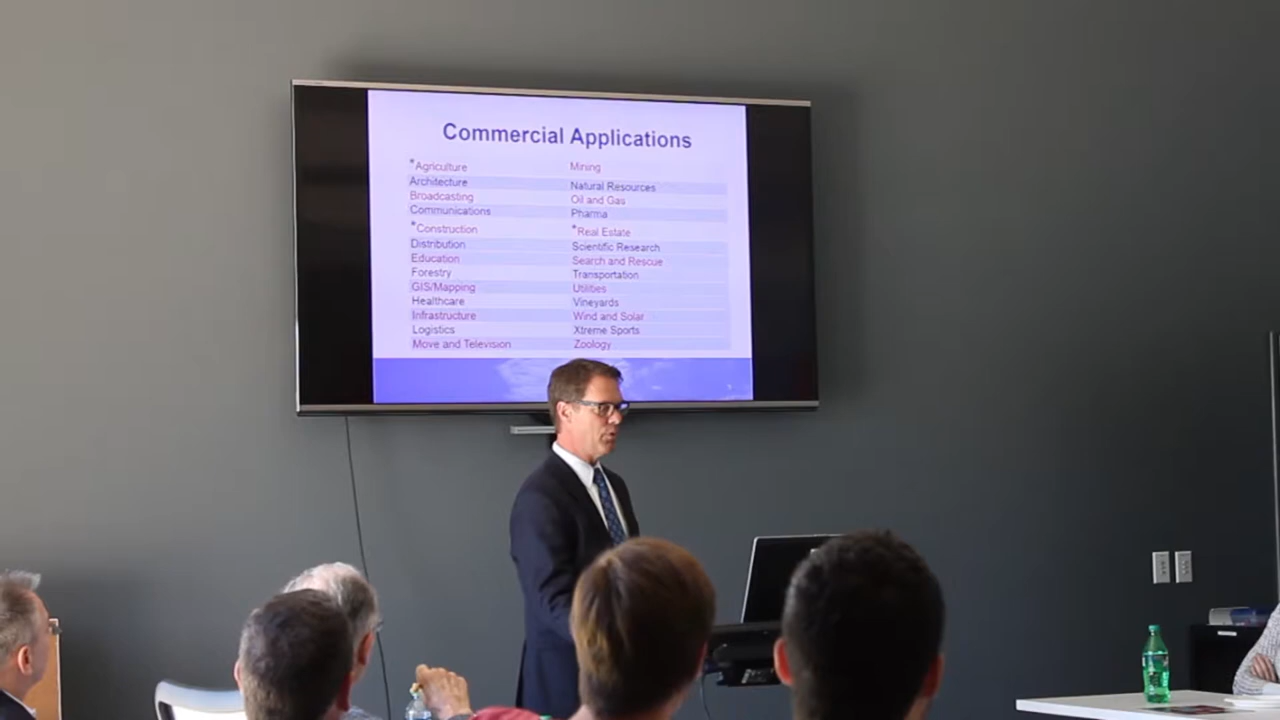 Commercial Applications
*Agriculture
Architecture
Broadcasting
Communications
*Construction
Distribution
Education
Forestry
GIS/Mapping
Healthcare
Infrastructure
Logistics
Move and Television
Mining
Natural Resources
Oil and Gas
Pharma
*Real Estate
Scientific Research
Search and Rescue
Transportation
Utilities
Vineyards
Wind and Solar
Xtreme Sports
Zoology